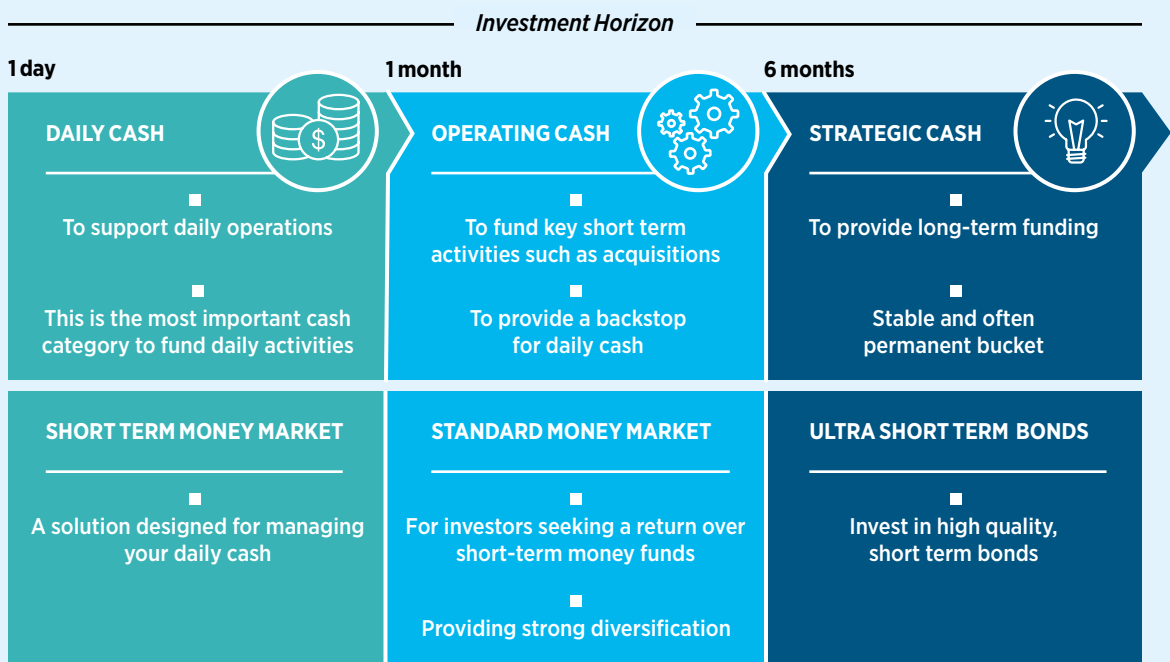 Investment Horizon
1 day
1 month
6 months
DAILY CASH
$
To support daily operations
This is the most important cash
category to fund daily activities
OPERATING CASH
To fund key short term
activities such as acquisitions
To provide a backstop
for daily cash
STRATEGIC CASH
To provide long-term funding
Stable and often
permanent bucket
SHORT TERM MONEY MARKET
A solution designed for managing
your daily cash
STANDARD MONEY MARKET
For investors seeking a return over
short-term money funds
Providing strong diversification
ULTRA SHORT TERM BONDS
Invest in high quality,
short term bonds